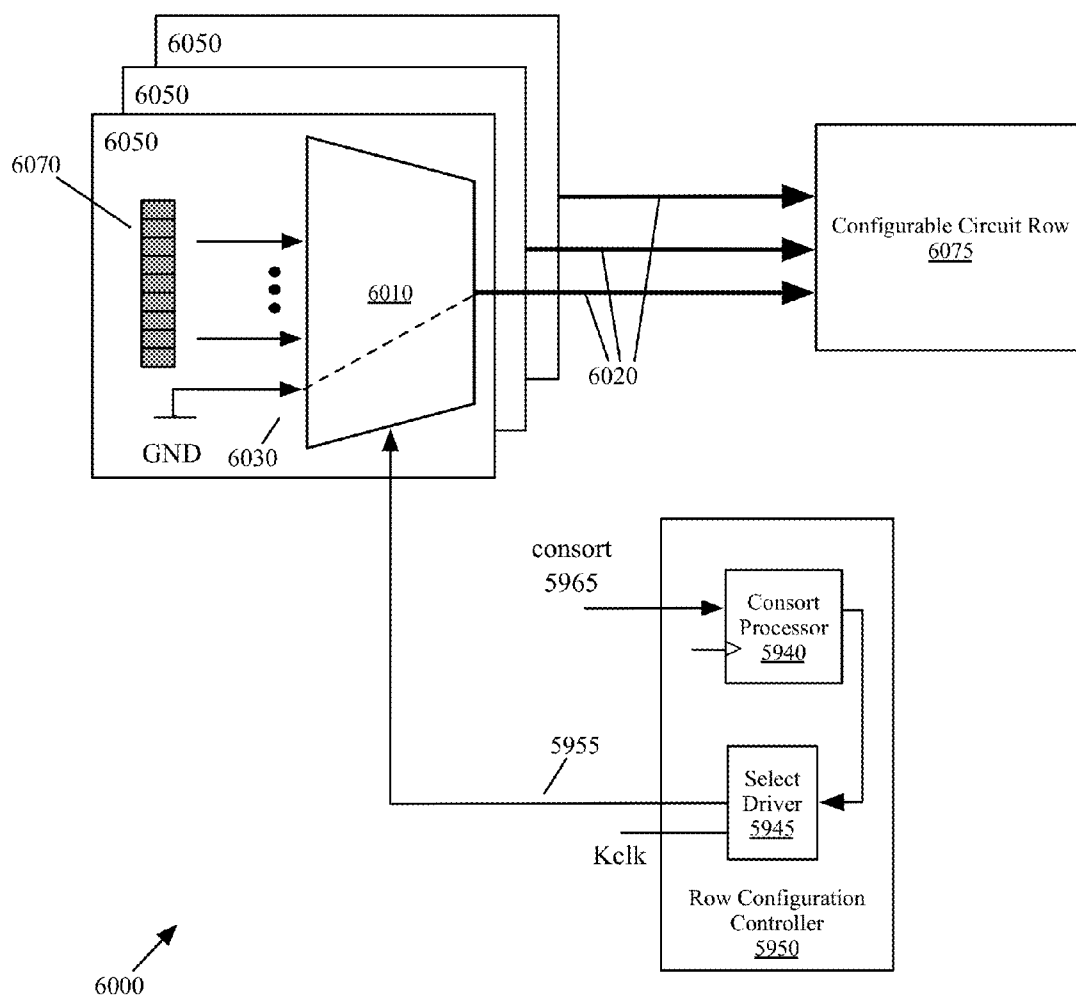 6050
6050
6050
6070
6010
GND
6030
6020
Configurable Circuit Row
6075
consort
5965
Consort
Processor
5940
5955
Select
Driver
5945
Kclk
Row Configuration
Controller
5950
6000